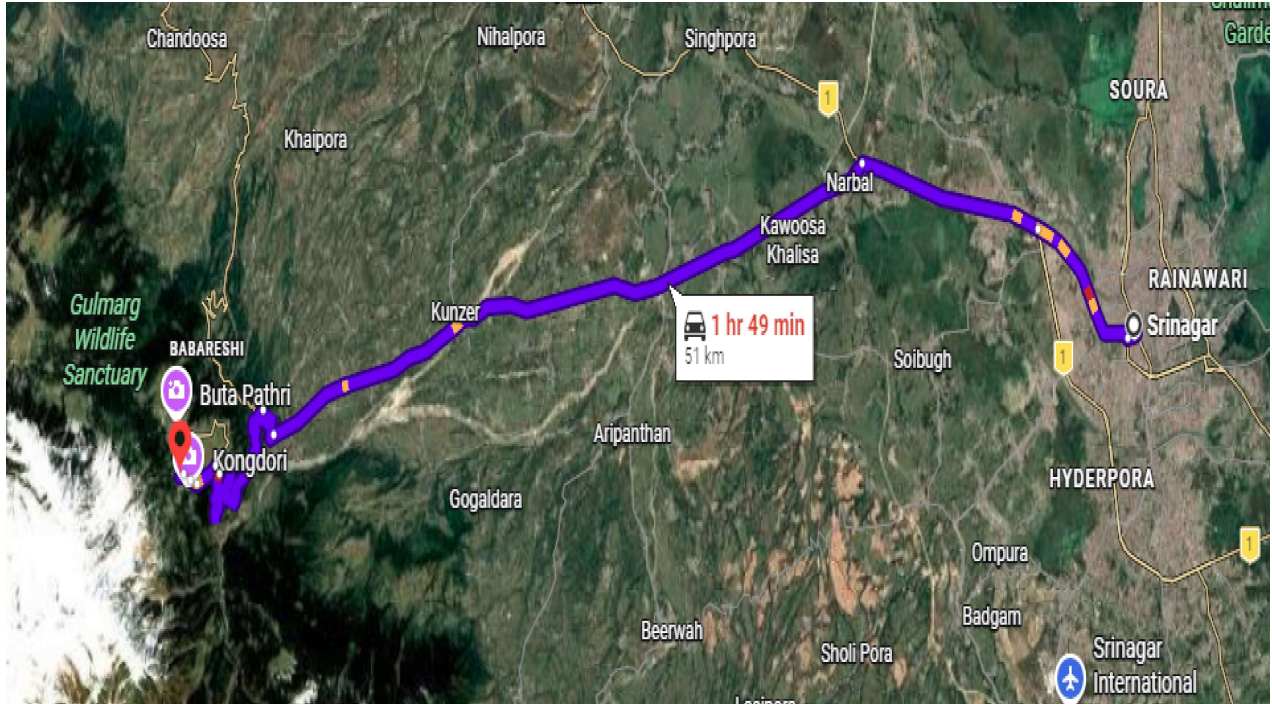 Chandoosa
Nihalpora
Singhpora
Garde
1
SOURA
Khaipora
Narbal
Kawoosa
Khalisa
RAINAWARI
Gulmarg
Wildlife
Sanctuary
Kunzer
1 hr 49 min
51 km
Srinagar
BABARESHI
Soibugh
1
Buta Pathri
Aripanthan
Kongdori
HYDERPORA
Gogaldara
Ompura
1
Badgam
Beerwah
Sholi Pora
Srinagar
International